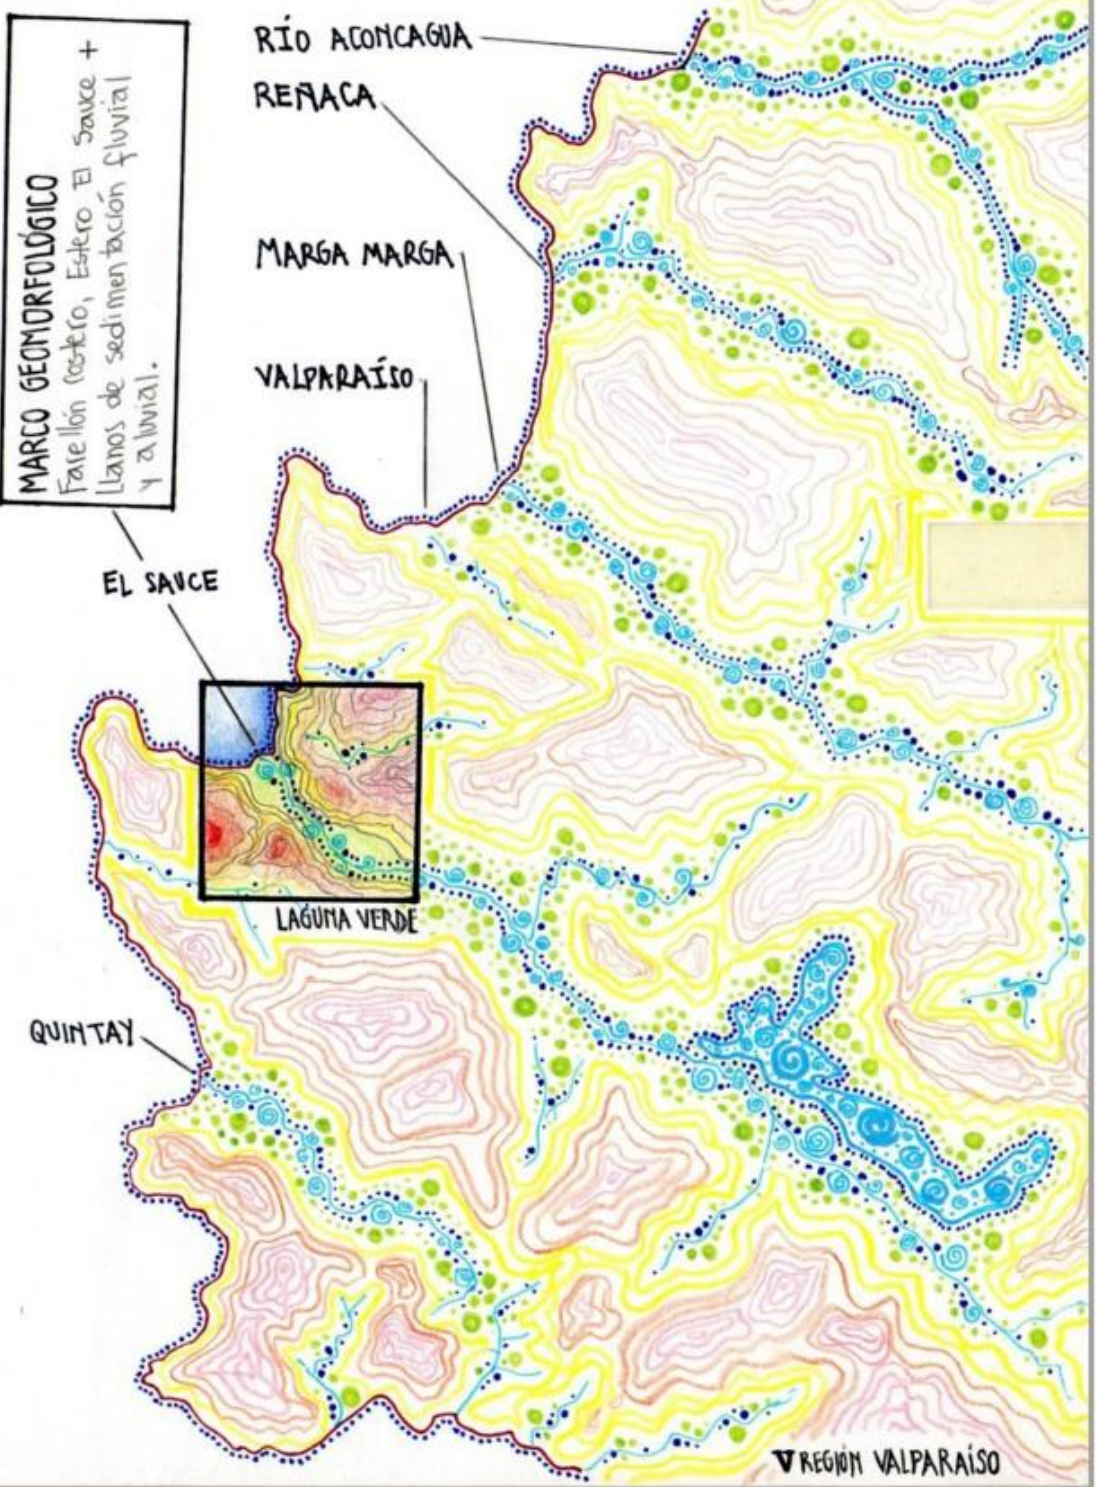 MARCO GEOMORFOLÓGICO
Farellón costero, Estero El Sauce +
Llanos de sedimentación fluvial
y aluvial.
RÍO ACONCAGUA
REÑACA
MARGA MARGA
VALPARAÍSO
EL SAUCE
LAGUNA VERDE
QUINTAY
V REGIÓN VALPARAÍSO